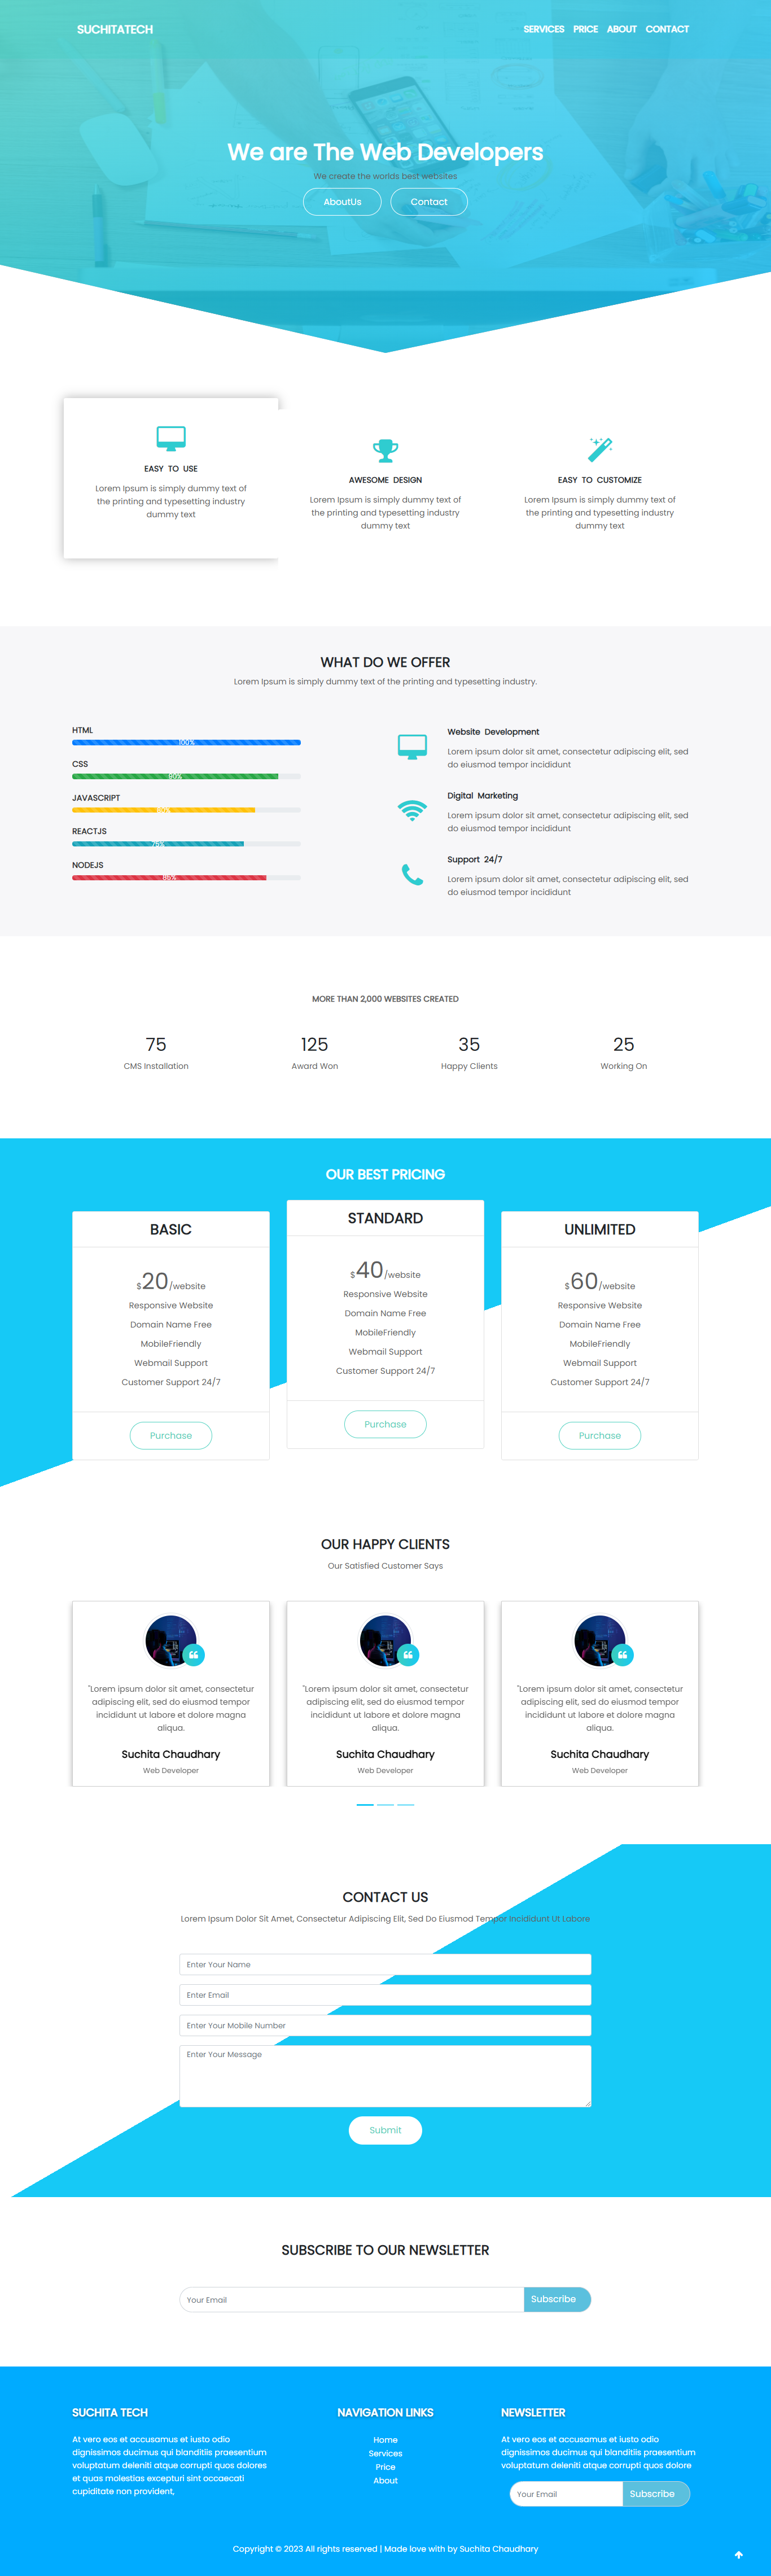 SUCHITATECH
SERVICES PRICE ABOUT CONTACT
We are The Web Developers
We create the worlds best websites
AboutUs Contact
EASY TO USE
Lorem Ipsum is simply dummy text of
the printing and typesetting industry
dummy text
AWESOME DESIGN
Lorem Ipsum is simply dummy text of
the printing and typesetting industry
dummy text
EASY TO CUSTOMIZE
Lorem Ipsum is simply dummy text of
the printing and typesetting industry
dummy text
WHAT DO WE OFFER
Lorem Ipsum is simply dummy text of the printing and typesetting industry.
HTML
100%
CSS
90%
JAVASCRIPT
80%
REACTJS
75%
NODEJS
85%
Website Development
Lorem ipsum dolor sit amet, consectetur adipiscing elit, sed
do eiusmod tempor incididunt
Digital Marketing
Lorem ipsum dolor sit amet, consectetur adipiscing elit, sed
do eiusmod tempor incididunt
Support 24/7
Lorem ipsum dolor sit amet, consectetur adipiscing elit, sed
do eiusmod tempor incididunt
MORE THAN 2,000 WEBSITES CREATED
75
CMS Installation
125
Award Won
35
Happy Clients
25
Working On
OUR BEST PRICING
BASIC
$20/website
Responsive Website
Domain Name Free
MobileFriendly
Webmail Support
Customer Support 24/7
Purchase
STANDARD
$40/website
Responsive Website
Domain Name Free
MobileFriendly
Webmail Support
Customer Support 24/7
Purchase
UNLIMITED
$60/website
Responsive Website
Domain Name Free
MobileFriendly
Webmail Support
Customer Support 24/7
Purchase
OUR HAPPY CLIENTS
Our Satisfied Customer Says
"Lorem ipsum dolor sit amet, consectetur
adipiscing elit, sed do eiusmod tempor
incididunt ut labore et dolore magna
aliqua.
Suchita Chaudhary
Web Developer
"Lorem ipsum dolor sit amet, consectetur
adipiscing elit, sed do eiusmod tempor
incididunt ut labore et dolore magna
aliqua.
Suchita Chaudhary
Web Developer
"Lorem ipsum dolor sit amet, consectetur
adipiscing elit, sed do eiusmod tempor
incididunt ut labore et dolore magna
aliqua.
Suchita Chaudhary
Web Developer
CONTACT US
Lorem Ipsum Dolor Sit Amet, Consectetur Adipiscing Elit, Sed Do Eiusmod Tempor Incididunt Ut Labore
Enter Your Name
Enter Email
Enter Your Mobile Number
Enter Your Message
Submit
SUBSCRIBE TO OUR NEWSLETTER
Your Email Subscribe
SUCHITA TECH
At vero eos et accusamus et iusto odio
dignissimos ducimus qui blanditiis praesentium
voluptatum deleniti atque corrupti quos dolores
et quas molestias excepturi sint occaecati
cupiditate non provident,
NAVIGATION LINKS
Home
Services
Price
About
NEWSLETTER
At vero eos et accusamus et iusto odio
dignissimos ducimus qui blanditiis praesentium
voluptatum deleniti atque corrupti quos dolore
Your Email Subscribe
Copyright © 2023 All rights reserved | Made love with by Suchita Chaudhary